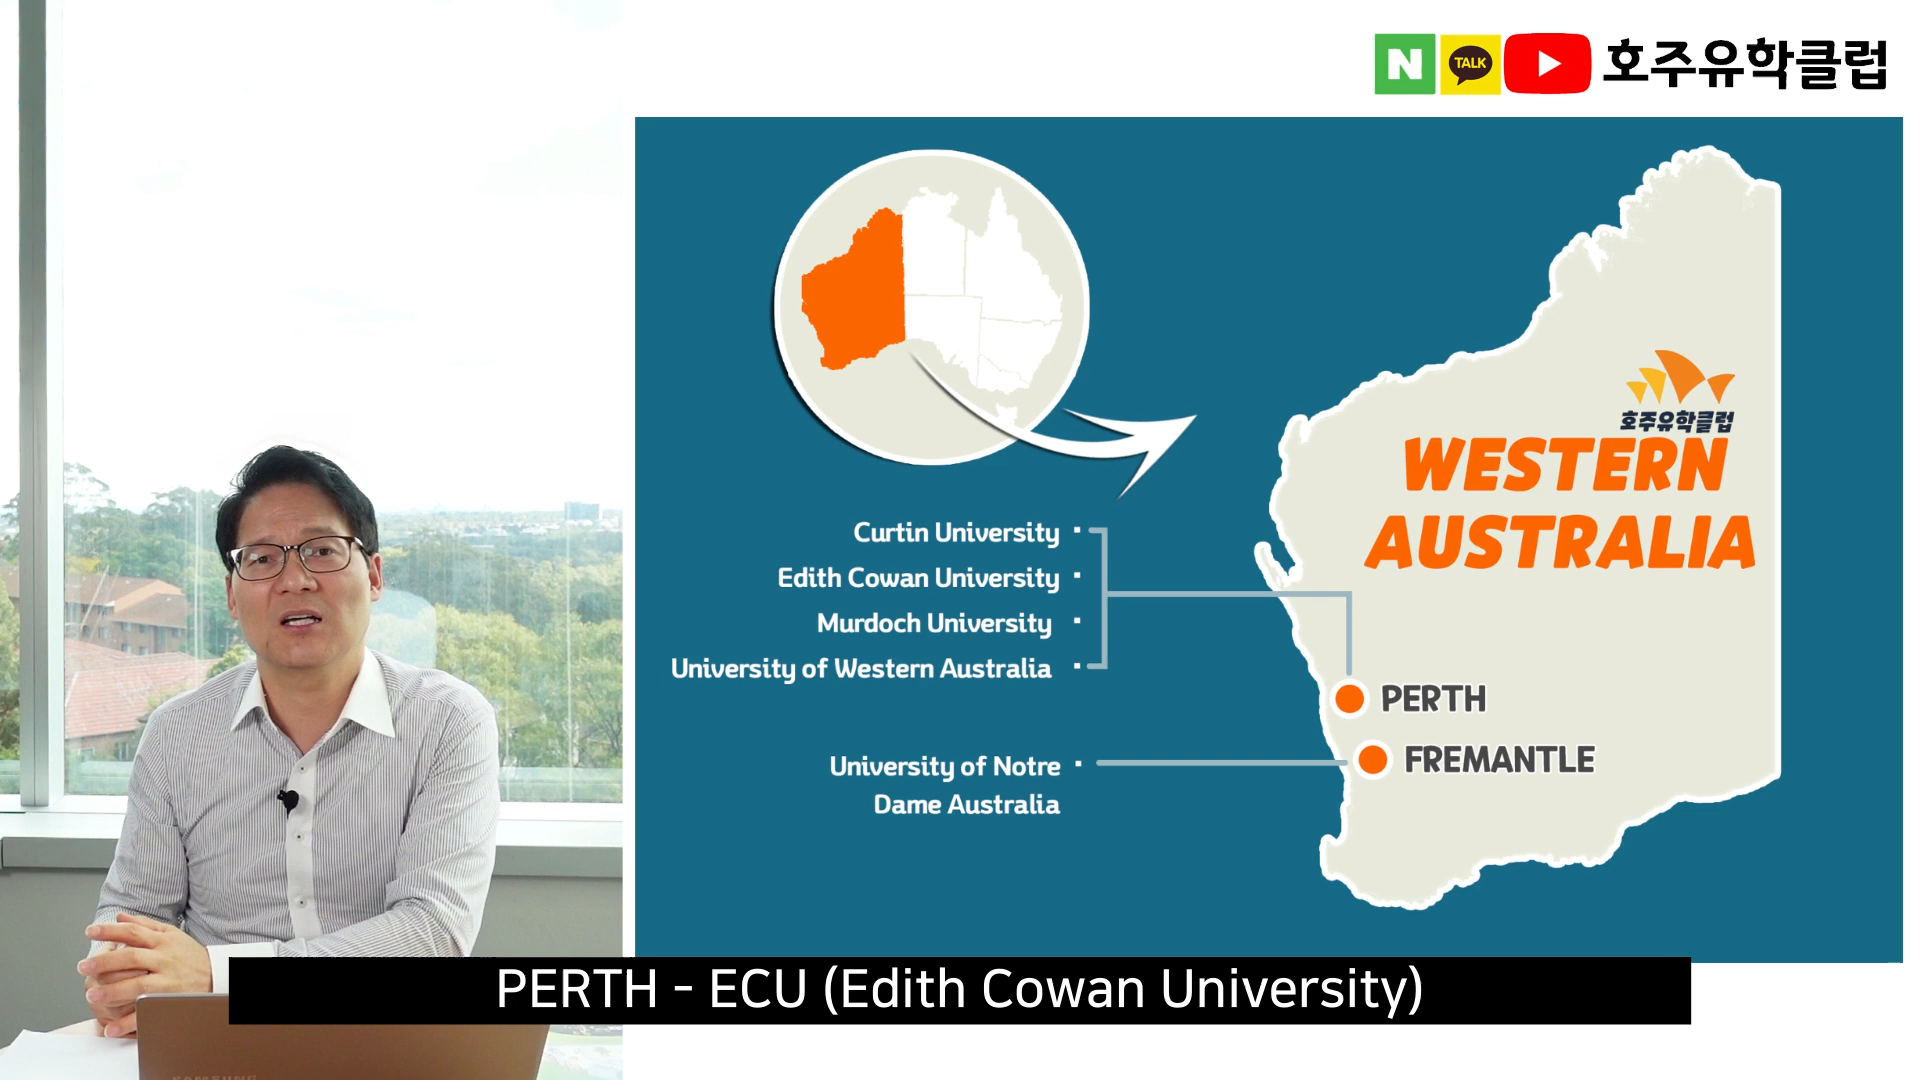 N TALK 호주유학클럽
호주유학클럽
WESTERN
AUSTRALIA
Curtin University
Edith Cowan University
Murdoch University
University of Western Australia
PERTH
FREMANTLE
University of Notre
Dame Australia
PERTH - ECU (Edith Cowan University)
SAMSUNG